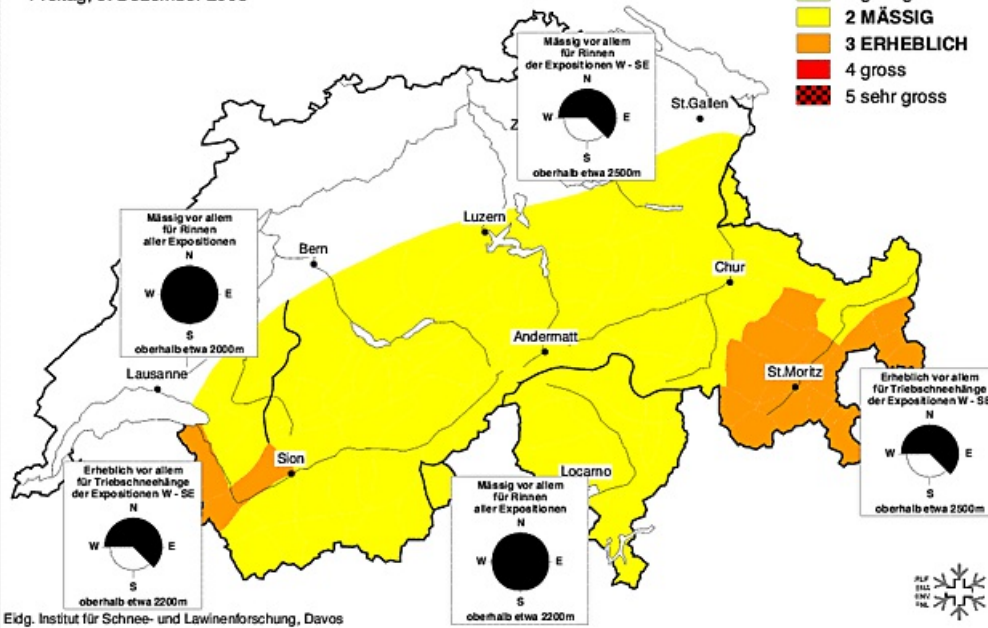 2 MÄSSIG
3 ERHEBLICH
4 gross
5 sehr gross
Mässig vor allem
für Rinnen
der Expositionen W - SE
N
W
E
S
oberhalb etwa 2500m
St.Gallen
Z
Mässig vor allem
für Rinnen
aller Expositionen
N
W
E
S
oberhalb etwa 2000m
Luzern
Bern
Chur
Andermatt
Lausanne
St.Moritz
Erheblich vor allem
für Triebschneehänge
der Expositionen W - SE
N
W
E
S
oberhalb etwa 2500m
Sion
Locarno
Erheblich vor allem
für Triebschneehänge
der Expositionen W - SE
N
W
E
S
oberhalb etwa 2200m
Mässig vor allem
für Rinnen
aller Expositionen
N
W
E
S
oberhalb etwa 2200m
Eidg. Institut für Schnee- und Lawinenforschung, Davos
SLF